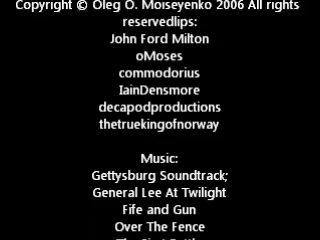 Copyright © Oleg O. Moiseyenko 2006 All rights
reservedlips:
John Ford Milton
oMoses
commodorius
IainDensmore
decapodproductions
thetruekingofnorway
Music:
Gettysburg Soundtrack;
General Lee At Twilight
Fife and Gun
Over The Fence